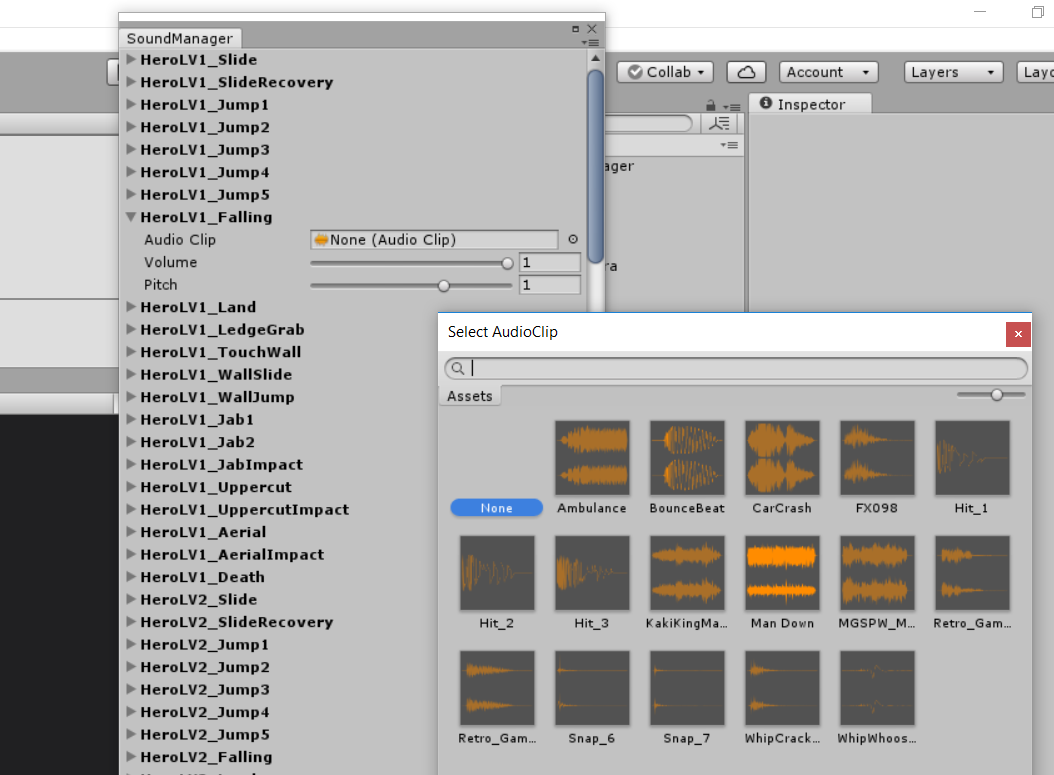 SoundManager
HeroLV1_Slide
HeroLV1_SlideRecovery
HeroLV1_Jump1
HeroLV1_Jump2
HeroLV1_Jump3
HeroLV1_Jump4
HeroLV1_Jump5
HeroLV1_Falling
Audio Clip None (Audio Clip)
Volume 1
Pitch 1
HeroLV1_Land
HeroLV1_LedgeGrab
HeroLV1_TouchWall
HeroLV1_WallSlide
HeroLV1_WallJump
HeroLV1_Jab1
HeroLV1_Jab2
HeroLV1_JabImpact
HeroLV1_Uppercut
HeroLV1_UppercutImpact
HeroLV1_Aerial
HeroLV1_AerialImpact
HeroLV1_Death
HeroLV2_Slide
HeroLV2_SlideRecovery
HeroLV2_Jump1
HeroLV2_Jump2
HeroLV2_Jump3
HeroLV2_Jump4
HeroLV2_Jump5
HeroLV2_Falling
Collab Account Layers Layo
Inspector
ager
ra
Select AudioClip
Assets
None Ambulance BounceBeat CarCrash FX098 Hit_1
Hit_2 Hit_3 KakiKingMa... Man Down MGSPW_M... Retro_Gam...
Retro_Gam... Snap_6 Snap_7 WhipCrack... WhipWhoos...